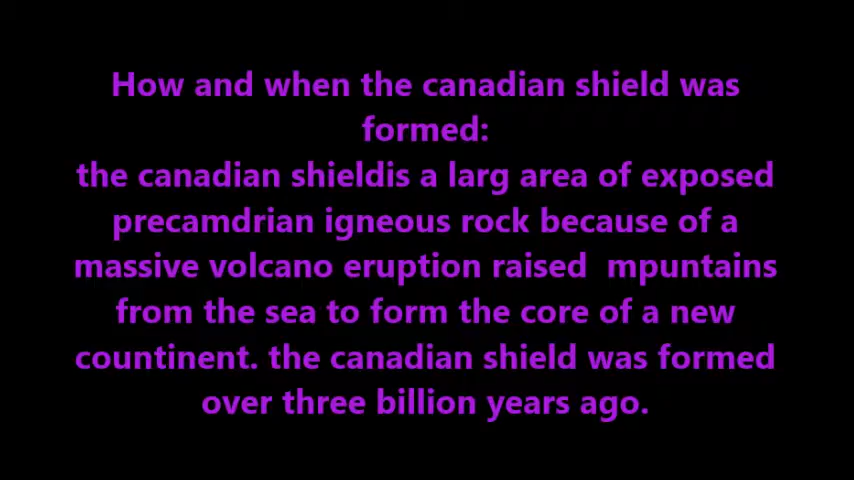 How and when the canadian shield was
formed:
the canadian shieldis a larg area of exposed
precamdrian igneous rock because of a
massive volcano eruption raised  mpuntains
from the sea to form the core of a new
countinent. the canadian shield was formed
over three billion years ago.